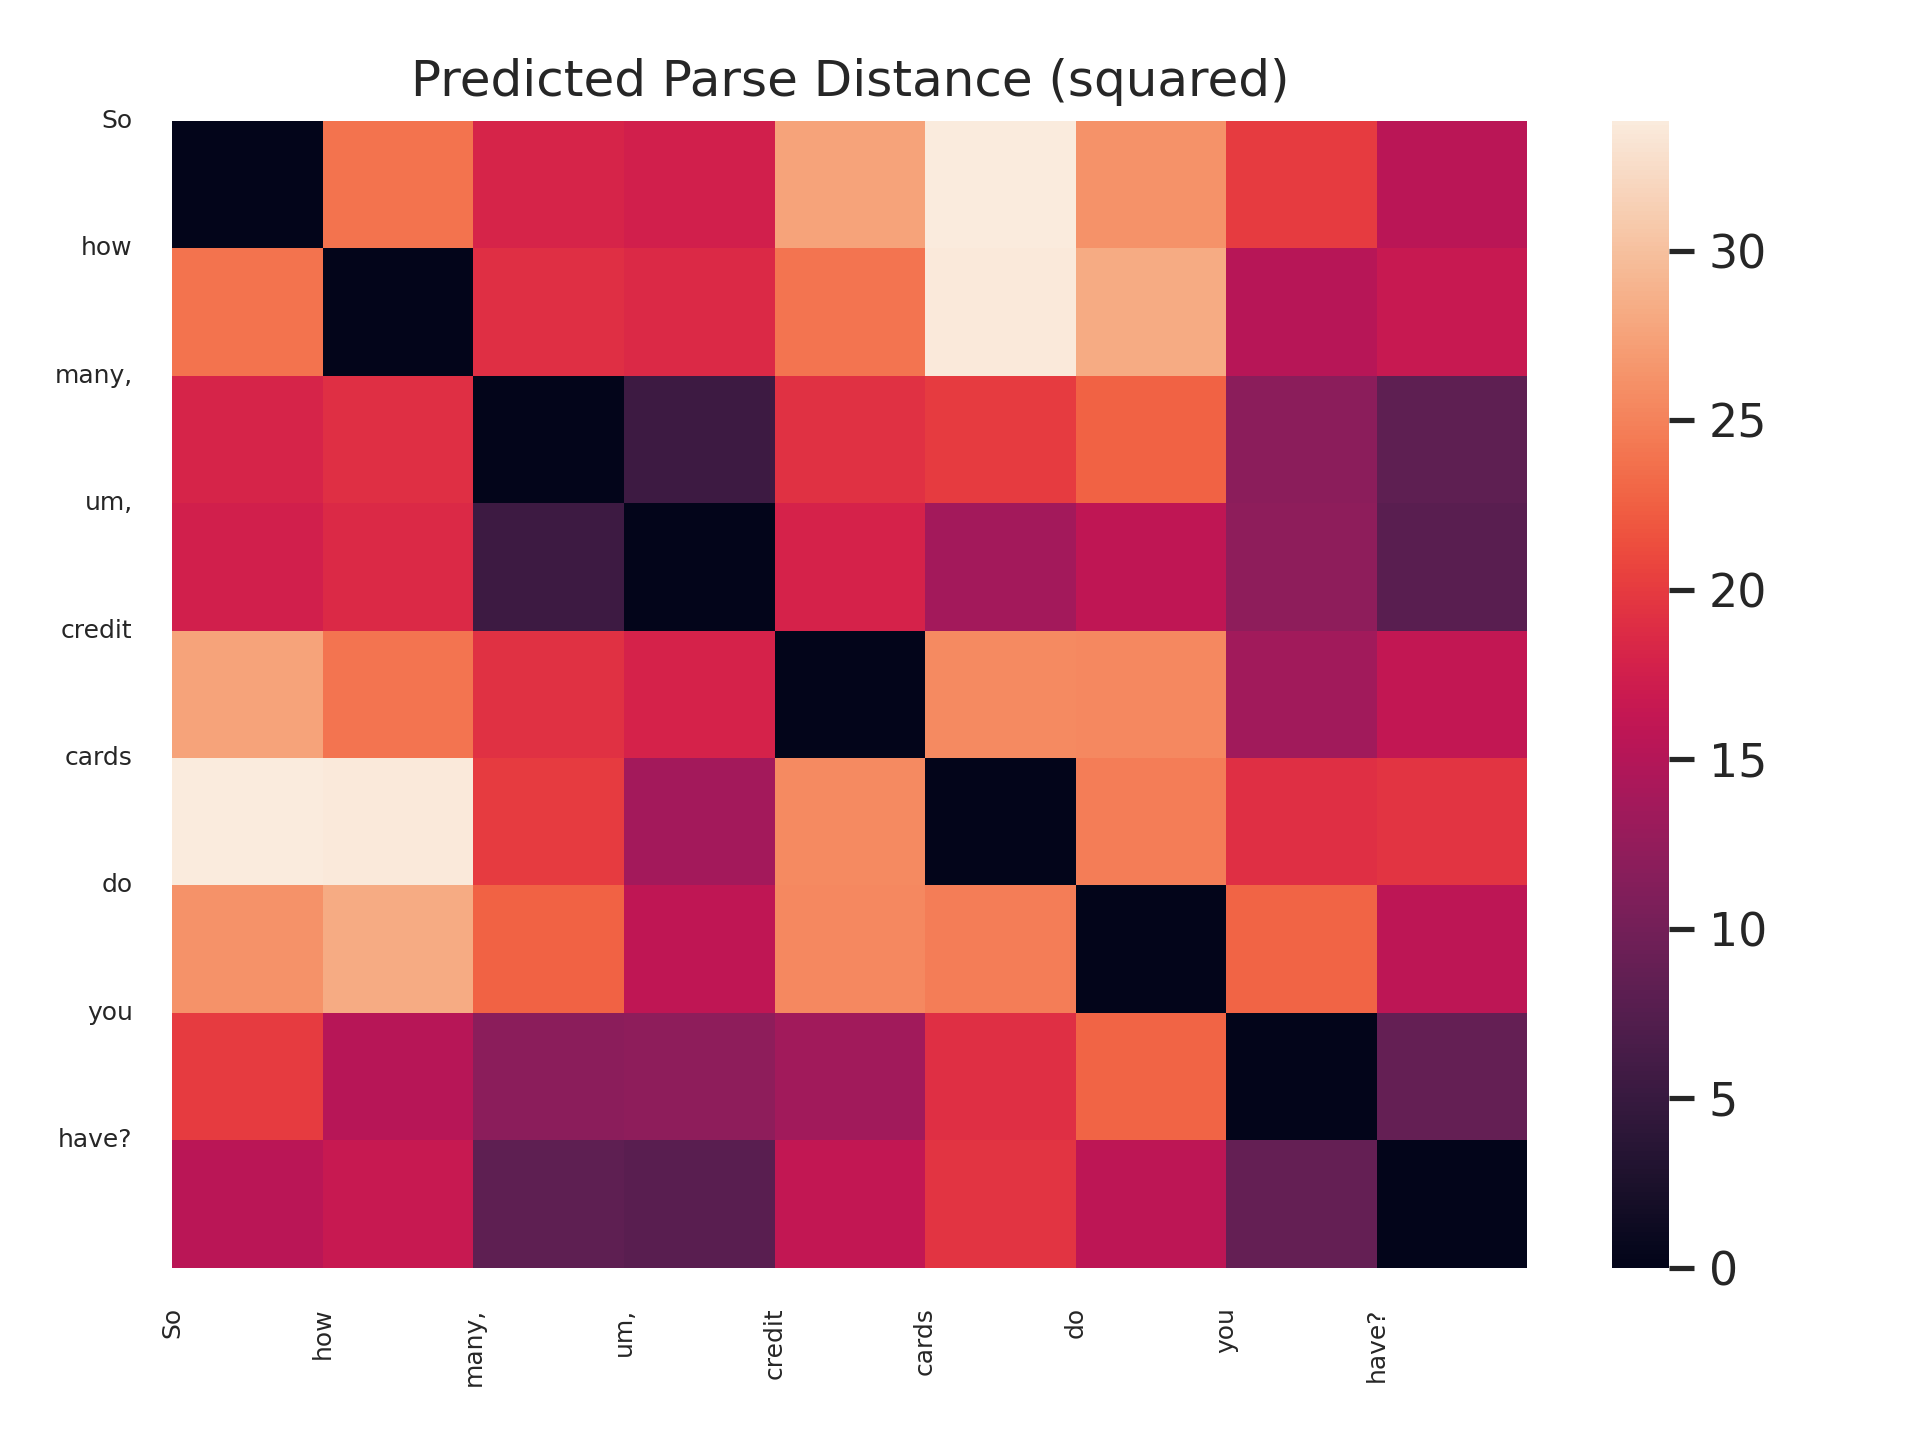 Predicted Parse Distance (squared)
So
how
many,
um,
credit
cards
do
you
have?
So
how
many,
um,
credit
cards
do
you
have?
30
25
20
15
10
5
0